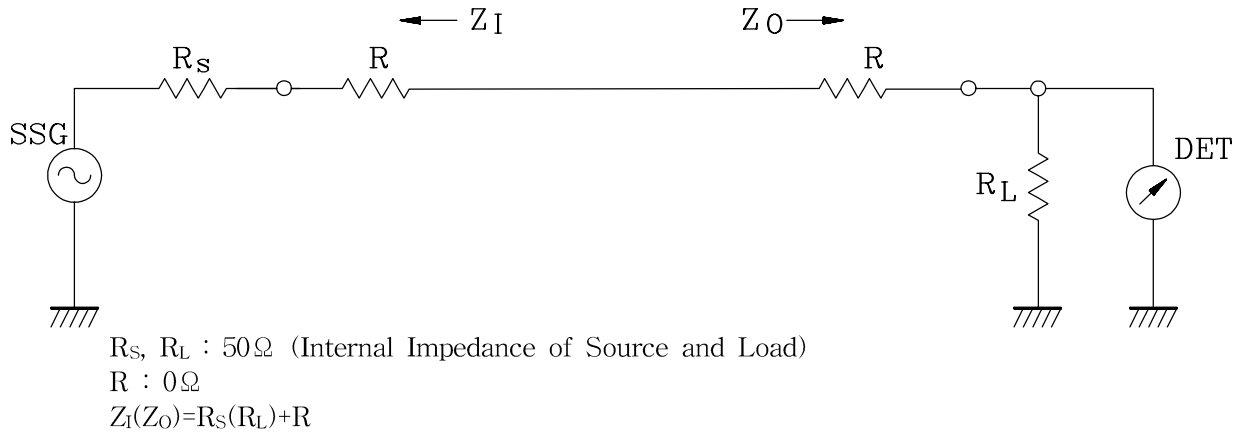 Z_I Z_O
R_S R R
SSG
DET
R_L
R_S, R_L : 50Ω (Internal Impedance of Source and Load)
R : 0Ω
Z_I(Z_O)=R_S(R_L)+R